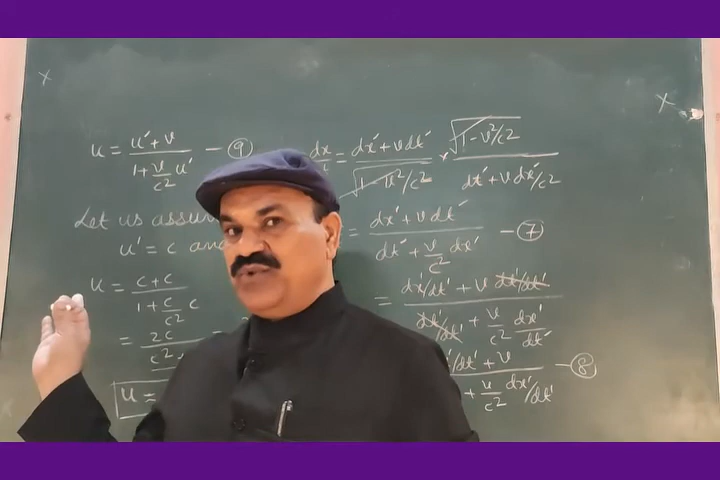 x
x
u = u′+v / 1+ v/c² u′ — ⑨
Let us assu
u′ = c an
u = c+c / 1+ c/c² c
= 2c / c²+
u =
dx = dx′ + v dt′ / √1 - v²/c² × √1 - v²/c² / dt′ + v dx′/c²
= dx′ + v dt′ / dt′ + v/c² dx′ — ⑦
= dx′/dt′ + v dt′/dt′ / dt′/dt′ + v/c² dx′/dt′
′/dt′ + v / + v/c² dx′/dt′ — ⑧